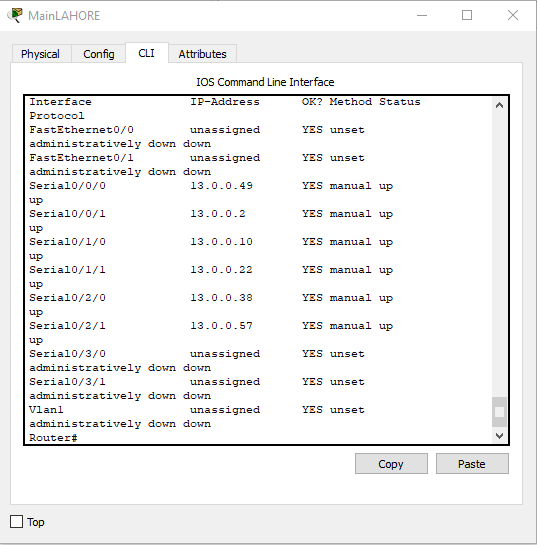 MainLAHORE
Physical Config CLI Attributes
IOS Command Line Interface
Interface IP-Address OK? Method Status
Protocol
FastEthernet0/0 unassigned YES unset
administratively down down
FastEthernet0/1 unassigned YES unset
administratively down down
Serial0/0/0 13.0.0.49 YES manual up
up
Serial0/0/1 13.0.0.2 YES manual up
up
Serial0/1/0 13.0.0.10 YES manual up
up
Serial0/1/1 13.0.0.22 YES manual up
up
Serial0/2/0 13.0.0.38 YES manual up
up
Serial0/2/1 13.0.0.57 YES manual up
up
Serial0/3/0 unassigned YES unset
administratively down down
Serial0/3/1 unassigned YES unset
administratively down down
Vlan1 unassigned YES unset
administratively down down
Router#
Copy Paste
Top